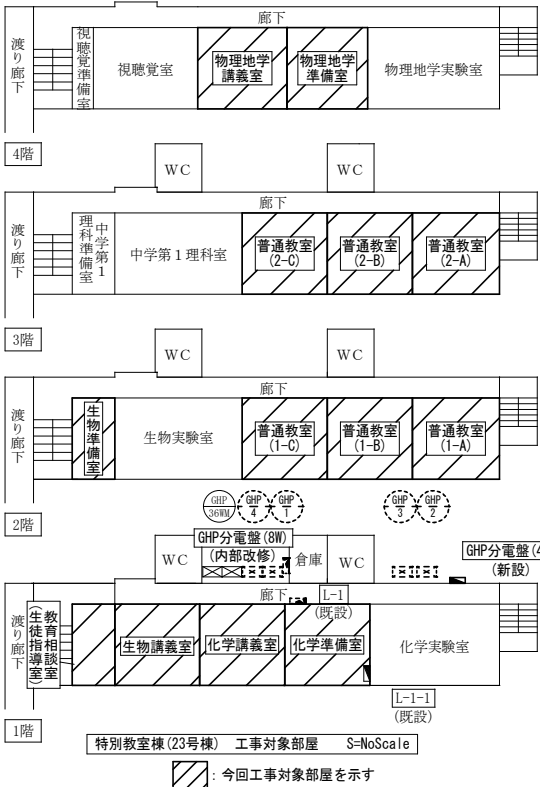 廊下
渡り廊下
視聴覚準備室
視聴覚室
物理地学
講義室
物理地学
準備室
物理地学実験室
4階
WC
WC
廊下
渡り廊下
中学第1
理科準備室
中学第1理科室
普通教室
(2-C)
普通教室
(2-B)
普通教室
(2-A)
3階
WC
WC
廊下
渡り廊下
生物準備室
生物実験室
普通教室
(1-C)
普通教室
(1-B)
普通教室
(1-A)
2階
GHP
36WM
GHP
4
GHP
1
GHP
3
GHP
2
GHP分電盤(8W)
(内部改修)
WC
倉庫
WC
GHP分電盤(4
(新設)
廊下
L-1
(既設)
渡り廊下
教育相談室
(生徒指導室)
生物講義室
化学講義室
化学準備室
化学実験室
L-1-1
(既設)
1階
特別教室棟(23号棟) 工事対象部屋 S=NoScale
:今回工事対象部屋を示す